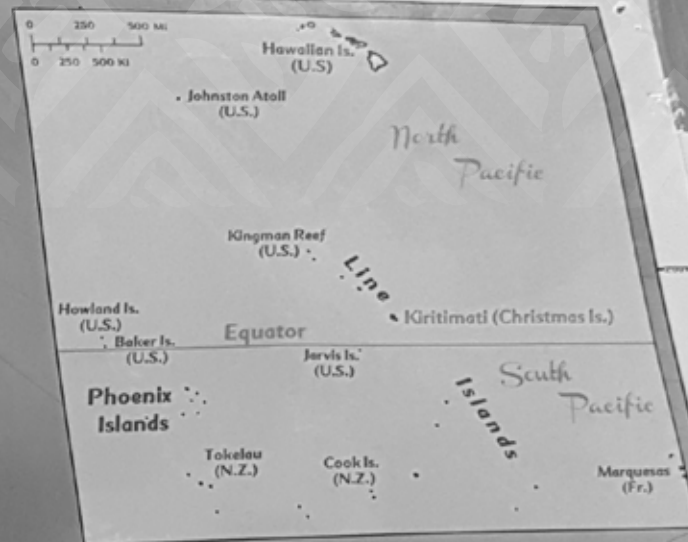 0 250 500 MI
0 250 500 KI
Hawaiian Is.
(U.S)
Johnston Atoll
(U.S.)
North
Pacific
Kingman Reef
(U.S.)
Line
Howland Is.
(U.S.)
Kiritimati (Christmas Is.)
Baker Is.
(U.S.)
Equator
Jarvis Is.
(U.S.)
South
Pacific
Phoenix
Islands
Islands
Tokelau
(N.Z.)
Cook Is.
(N.Z.)
Marquesas
(Fr.)